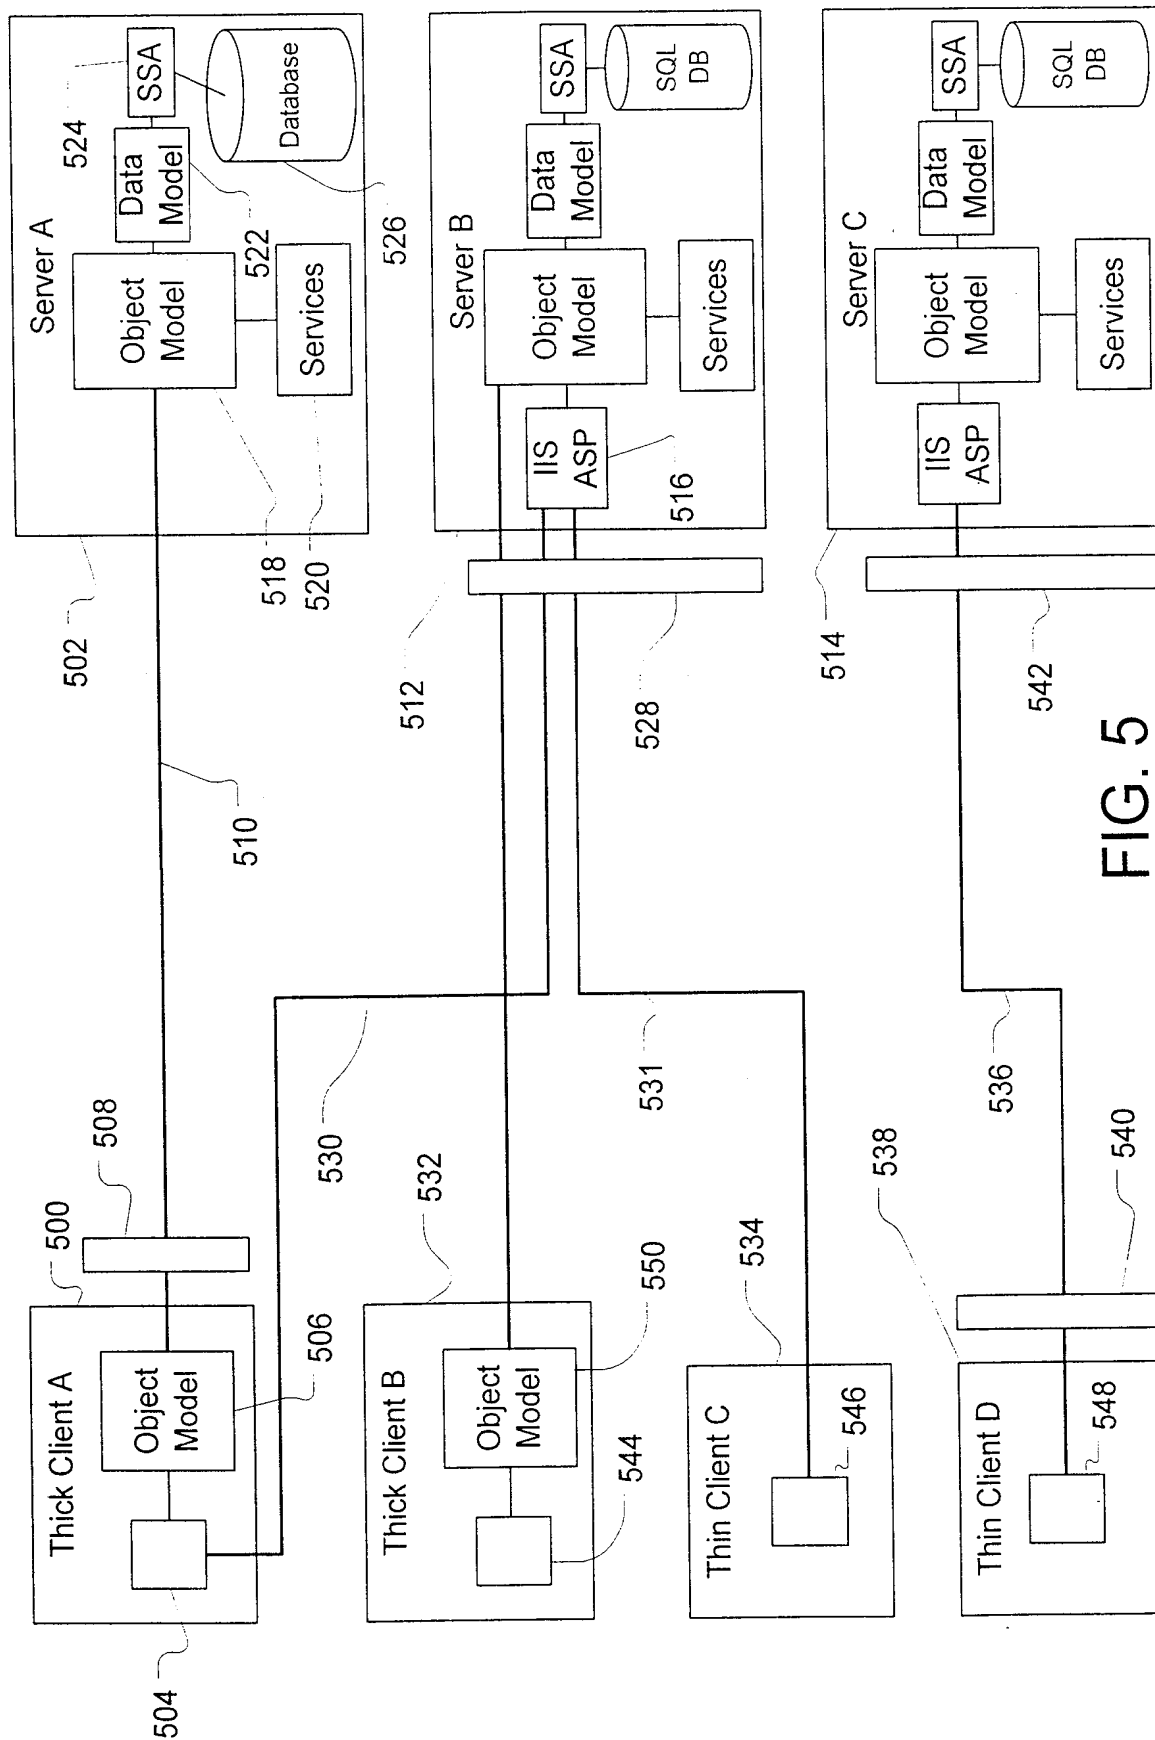 Thick Client A
Object
Model
504
506
500
508
510
530
Server A
Object
Model
Data
Model
SSA
Database
Services
502
518
520
522
524
526
Thick Client B
Object
Model
532
544
550
Server B
IIS
ASP
Object
Model
Data
Model
SSA
SQL
DB
Services
512
516
528
531
Thin Client C
534
546
Server C
IIS
ASP
Object
Model
Data
Model
SSA
SQL
DB
Services
514
542
536
Thin Client D
538
540
548
FIG. 5